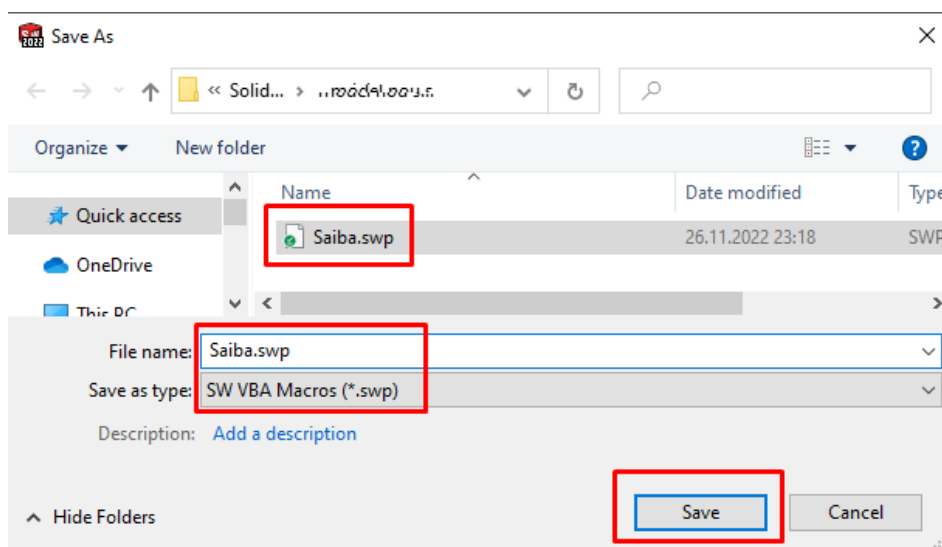 SW 2022 Save As
« Solid... ›
Organize New folder ?
Name Date modified Type
Quick access
Saiba.swp 26.11.2022 23:18 SWP
OneDrive
This PC
File name: Saiba.swp
Save as type: SW VBA Macros (*.swp)
Description: Add a description
Hide Folders Save Cancel